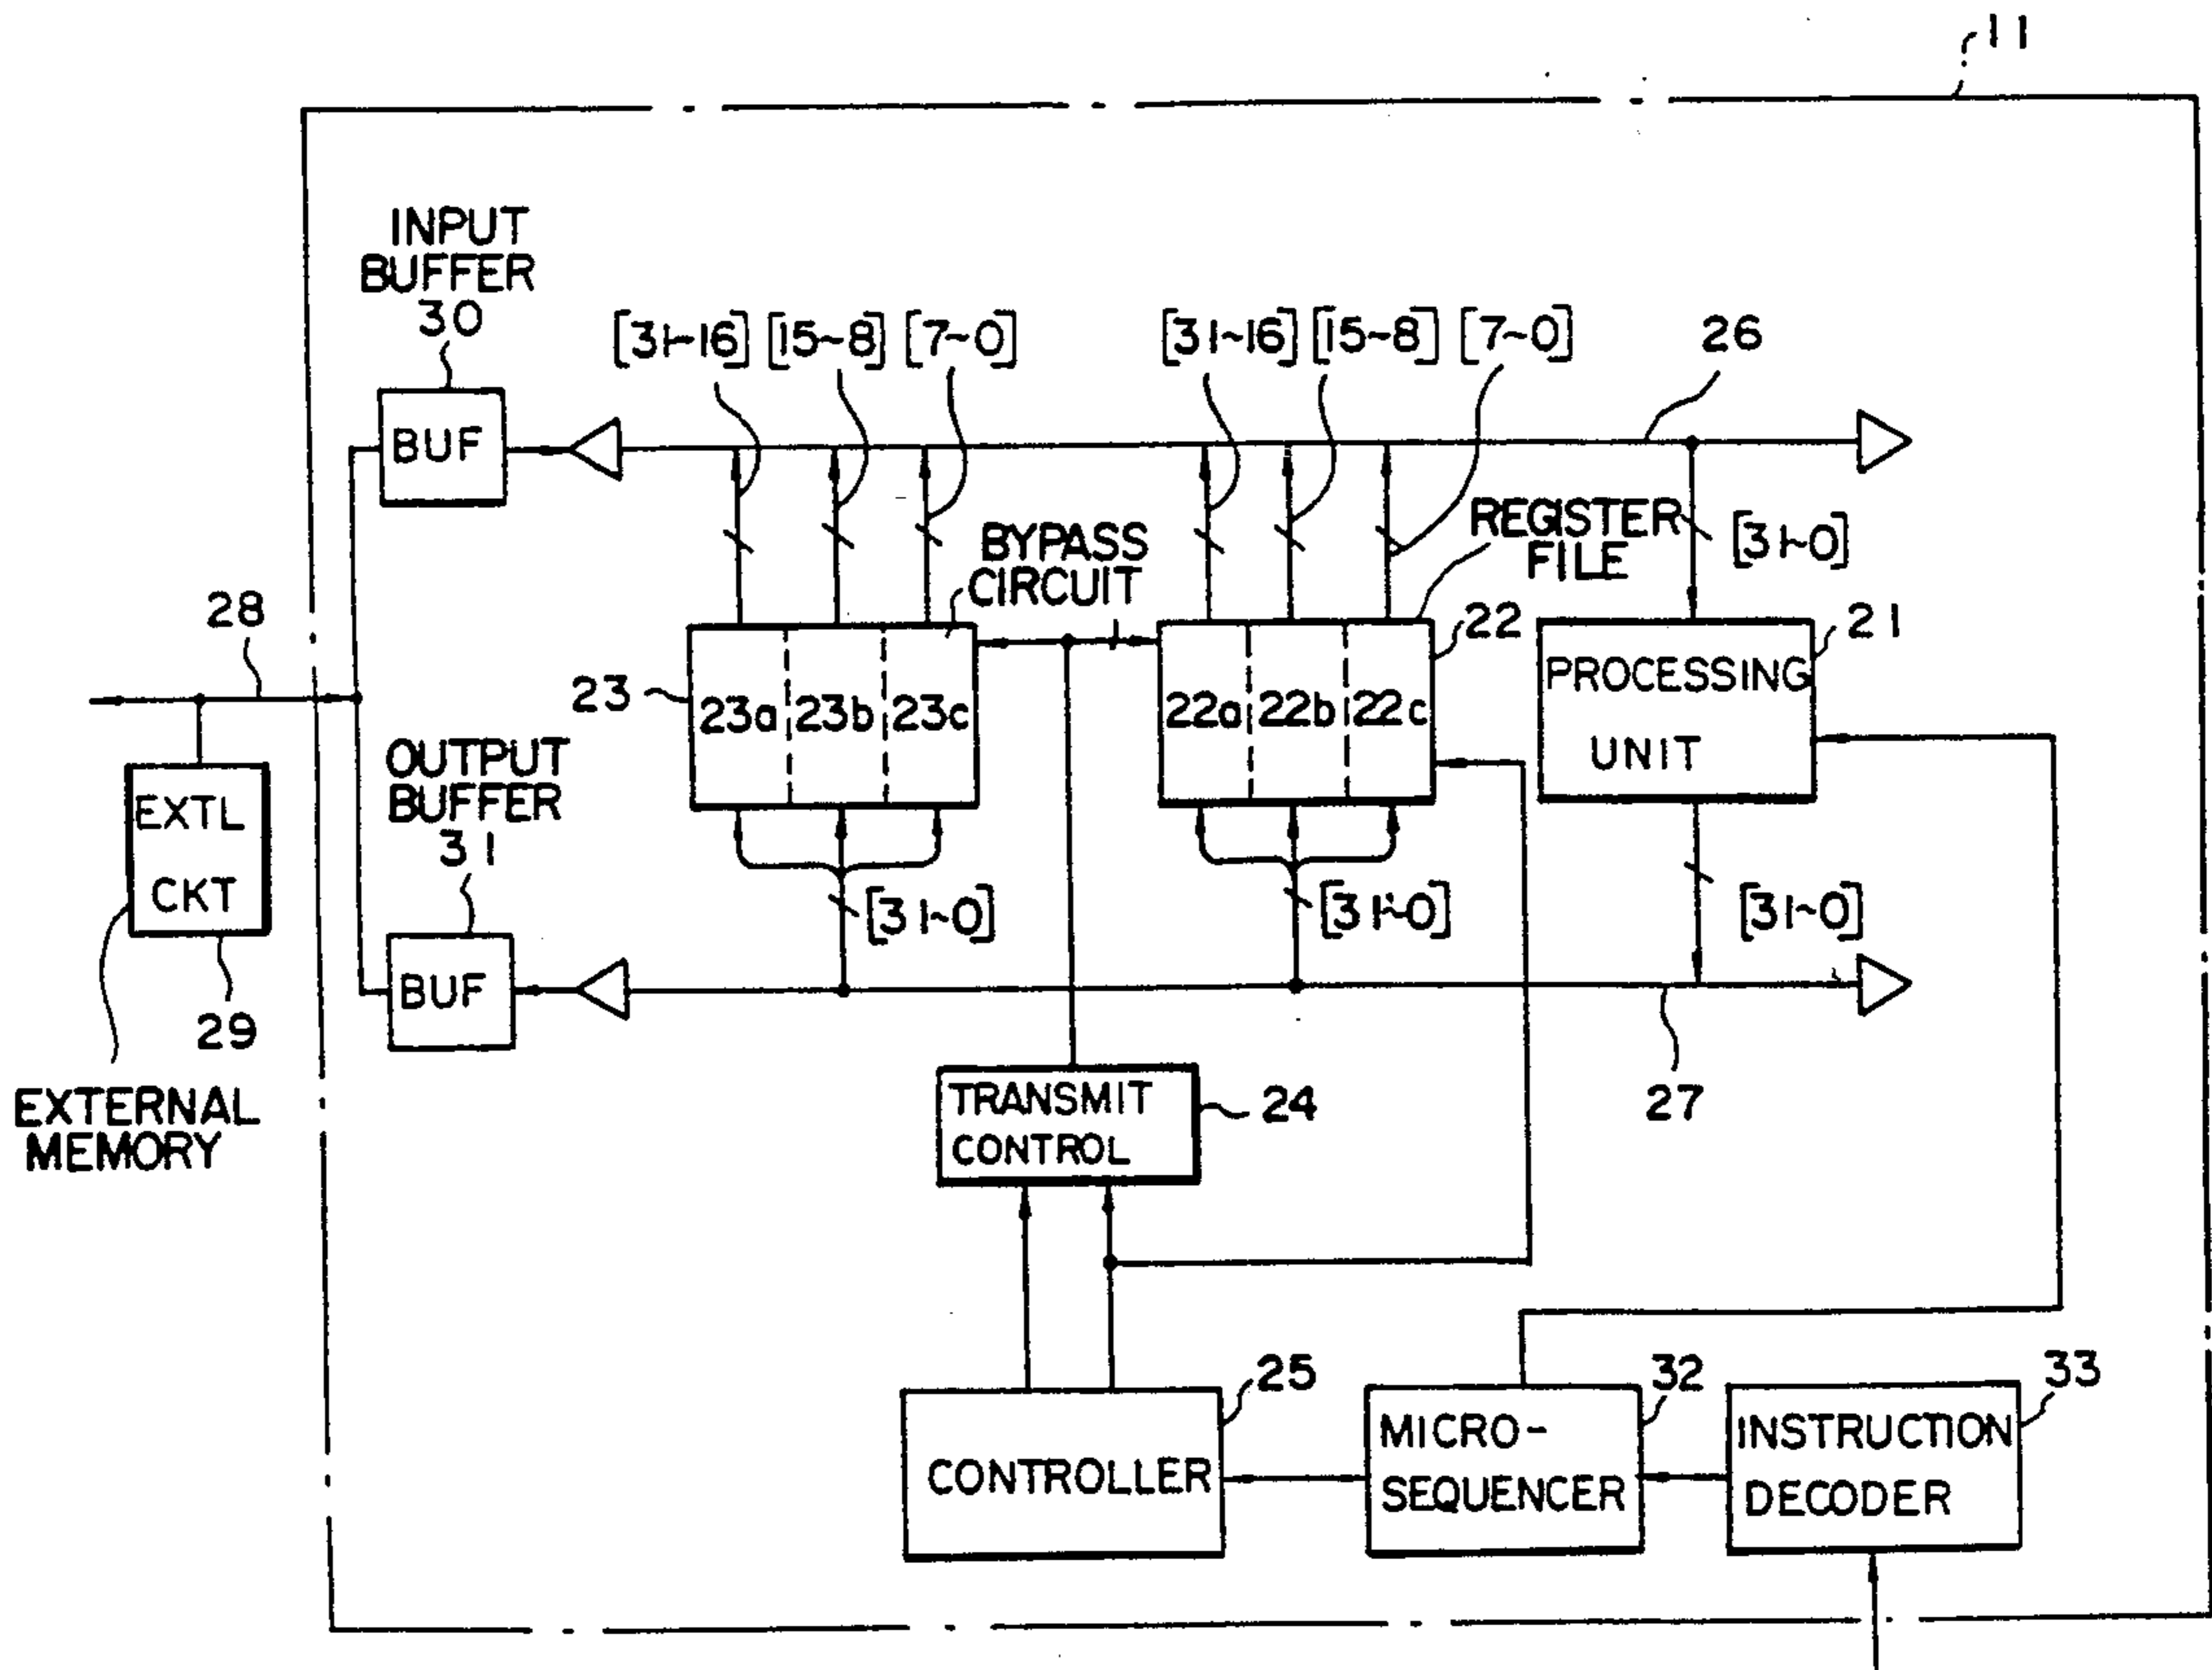 11
INPUT
BUFFER
30
[31~16] [15~8] [7~0]
[31~16] [15~8] [7~0]
26
BUF
BYPASS
CIRCUIT
REGISTER
FILE
[31~0]
28
23
23a 23b 23c
22
22a 22b 22c
21
PROCESSING
UNIT
EXTL
CKT
29
EXTERNAL
MEMORY
OUTPUT
BUFFER
31
BUF
[31~0]
[31~0]
[31~0]
27
TRANSMIT
CONTROL
24
25
CONTROLLER
32
MICRO-
SEQUENCER
33
INSTRUCTION
DECODER